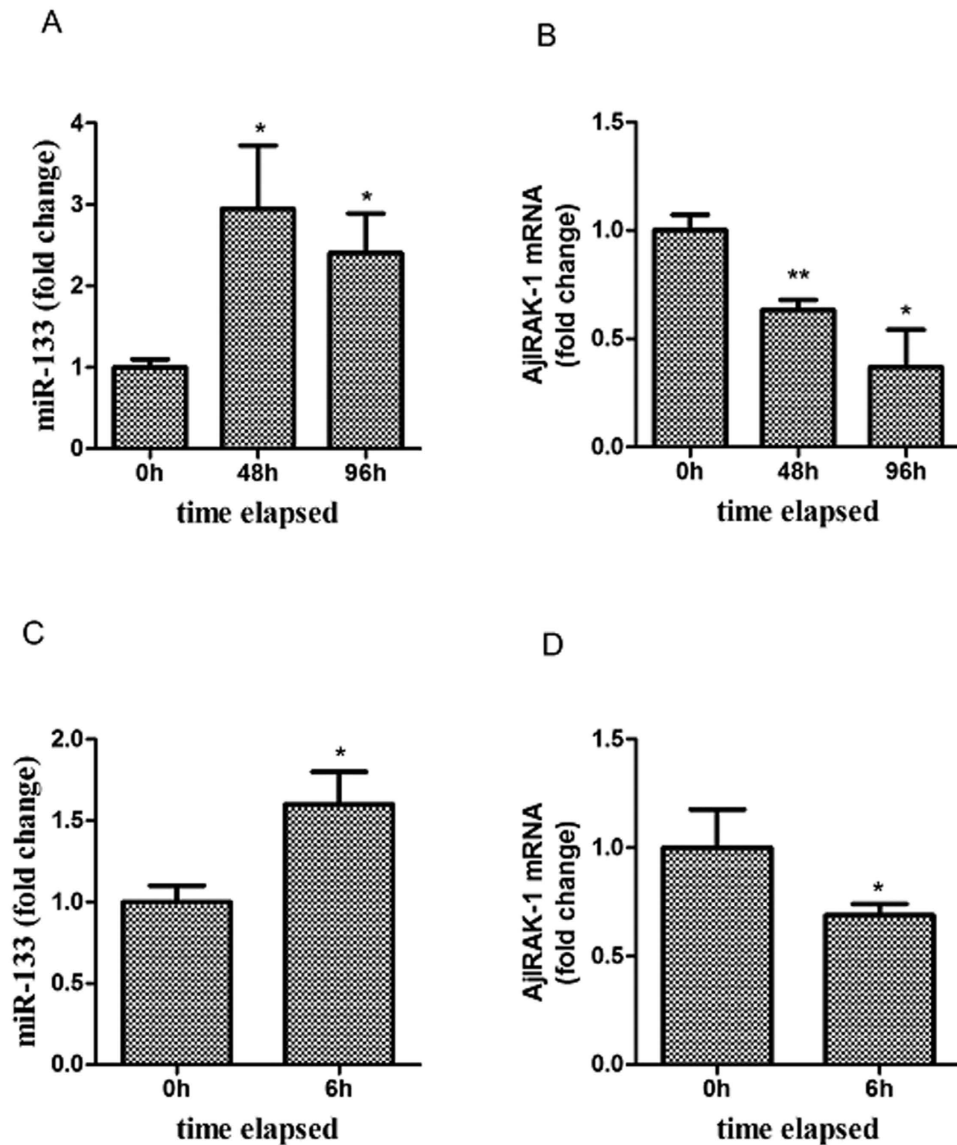 A
miR-133 (fold change)
4
3
2
1
0
*
*
0h 48h 96h
time elapsed
B
AjIRAK-1 mRNA
(fold change)
1.5
1.0
0.5
0.0
**
*
0h 48h 96h
time elapsed
C
miR-133 (fold change)
2.0
1.5
1.0
0.5
0.0
*
0h 6h
time elapsed
D
AjIRAK-1 mRNA
(fold change)
1.5
1.0
0.5
0.0
*
0h 6h
time elapsed